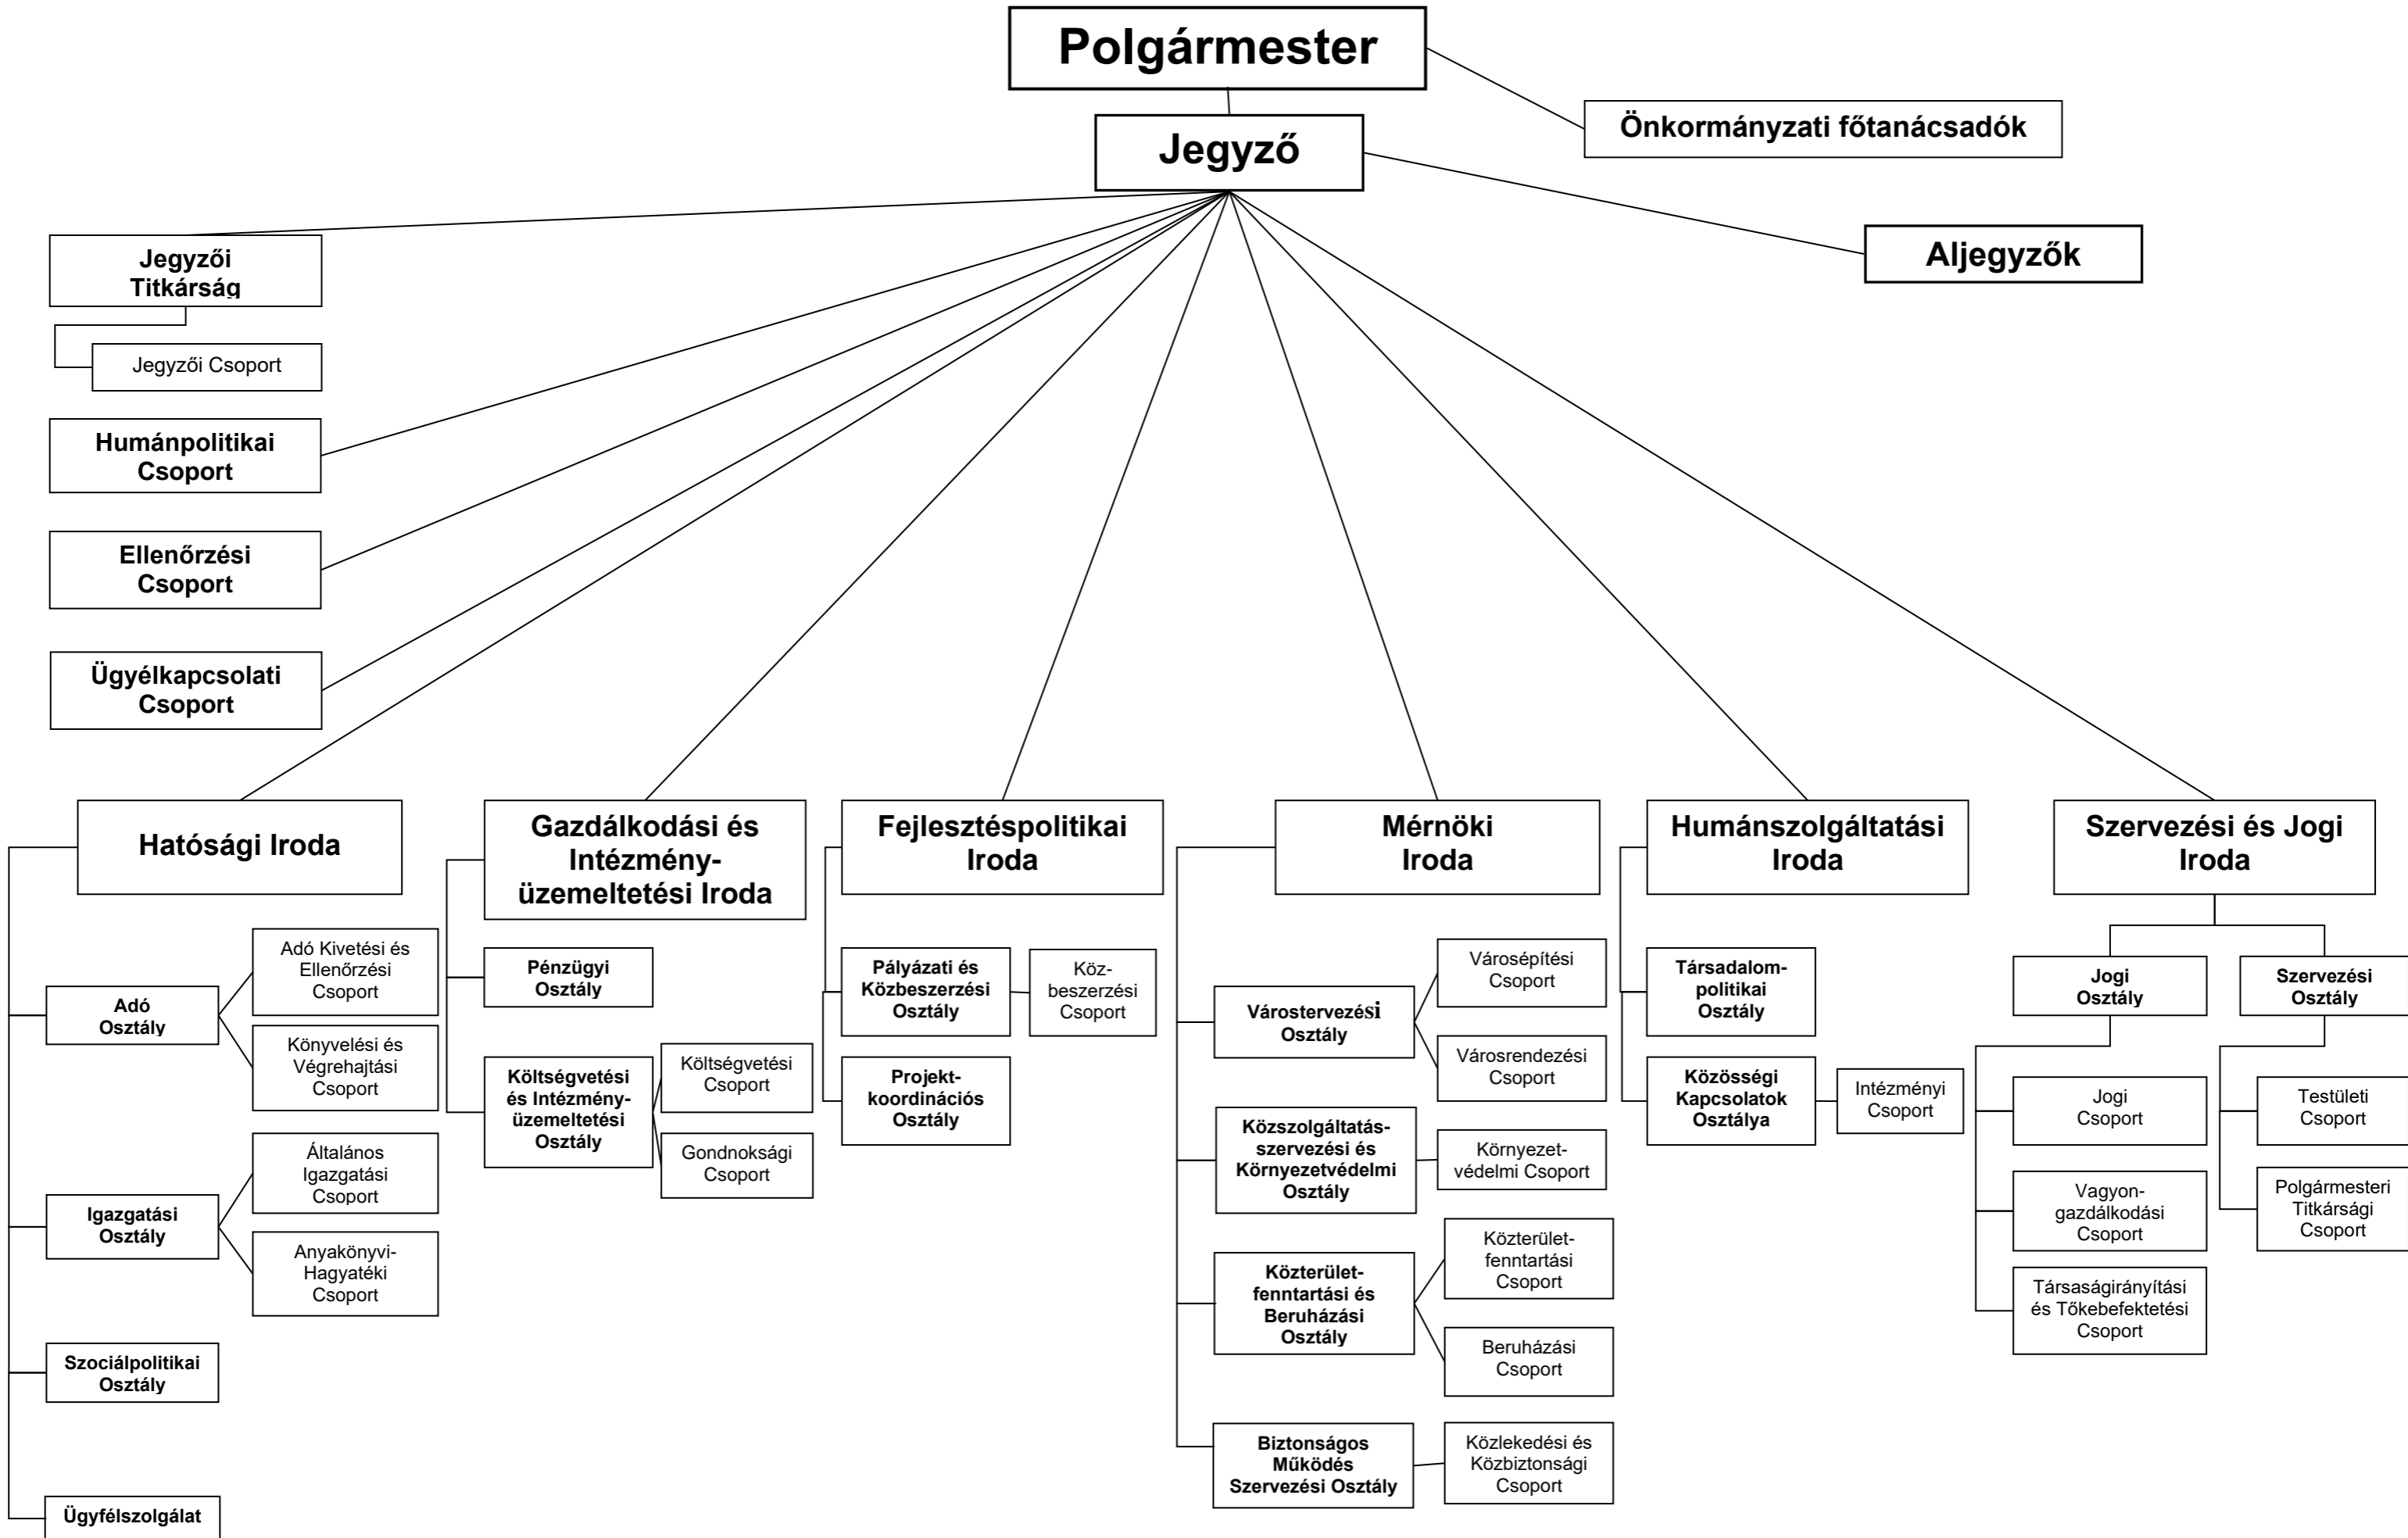 Polgármester
Önkormányzati főtanácsadók
Jegyző
Aljegyzők
Jegyzői
Titkárság
Jegyzői Csoport
Humánpolitikai
Csoport
Ellenőrzési
Csoport
Ügyélkapcsolati
Csoport
Hatósági Iroda
Adó
Osztály
Adó Kivetési és
Ellenőrzési
Csoport
Könyvelési és
Végrehajtási
Csoport
Igazgatási
Osztály
Általános
Igazgatási
Csoport
Anyakönyvi-
Hagyatéki
Csoport
Szociálpolitikai
Osztály
Ügyfélszolgálat
Gazdálkodási és
Intézmény-
üzemeltetési Iroda
Pénzügyi
Osztály
Költségvetési
és Intézmény-
üzemeltetési
Osztály
Költségvetési
Csoport
Gondnoksági
Csoport
Fejlesztéspolitikai
Iroda
Pályázati és
Közbeszerzési
Osztály
Köz-
beszerzési
Csoport
Projekt-
koordinációs
Osztály
Mérnöki
Iroda
Várostervezési
Osztály
Városépítési
Csoport
Városrendezési
Csoport
Közszolgáltatás-
szervezési és
Környezetvédelmi
Osztály
Környezet-
védelmi Csoport
Közterület-
fenntartási és
Beruházási
Osztály
Közterület-
fenntartási
Csoport
Beruházási
Csoport
Biztonságos
Működés
Szervezési Osztály
Közlekedési és
Közbiztonsági
Csoport
Humánszolgáltatási
Iroda
Társadalom-
politikai
Osztály
Közösségi
Kapcsolatok
Osztálya
Intézményi
Csoport
Szervezési és Jogi
Iroda
Jogi
Osztály
Jogi
Csoport
Vagyon-
gazdálkodási
Csoport
Társaságirányítási
és Tőkebefektetési
Csoport
Szervezési
Osztály
Testületi
Csoport
Polgármesteri
Titkársági
Csoport